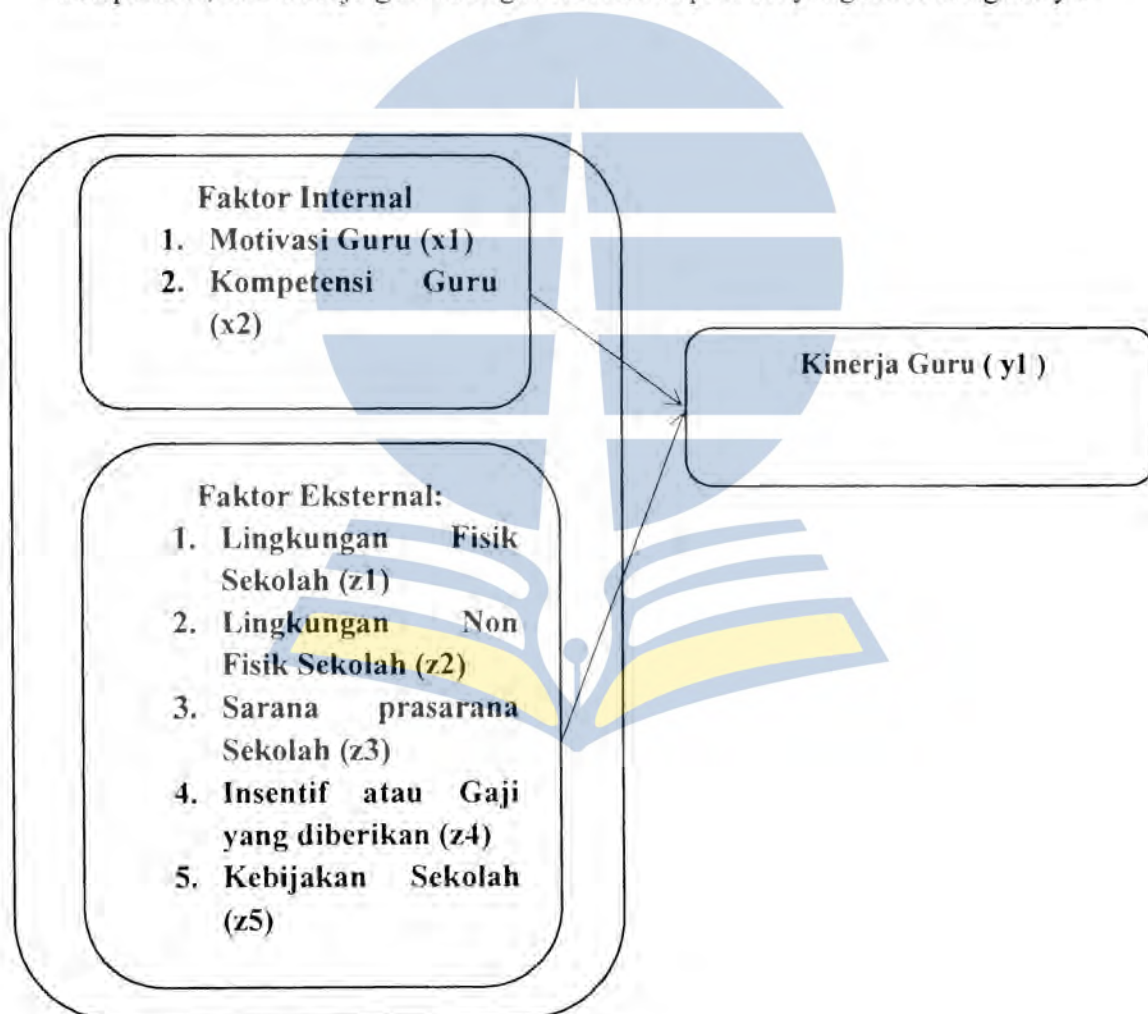 Faktor Internal
1. Motivasi Guru (x1)
2. Kompetensi Guru
(x2)
Kinerja Guru ( y1 )
Faktor Eksternal:
1. Lingkungan Fisik
Sekolah (z1)
2. Lingkungan Non
Fisik Sekolah (z2)
3. Sarana prasarana
Sekolah (z3)
4. Insentif atau Gaji
yang diberikan (z4)
5. Kebijakan Sekolah
(z5)